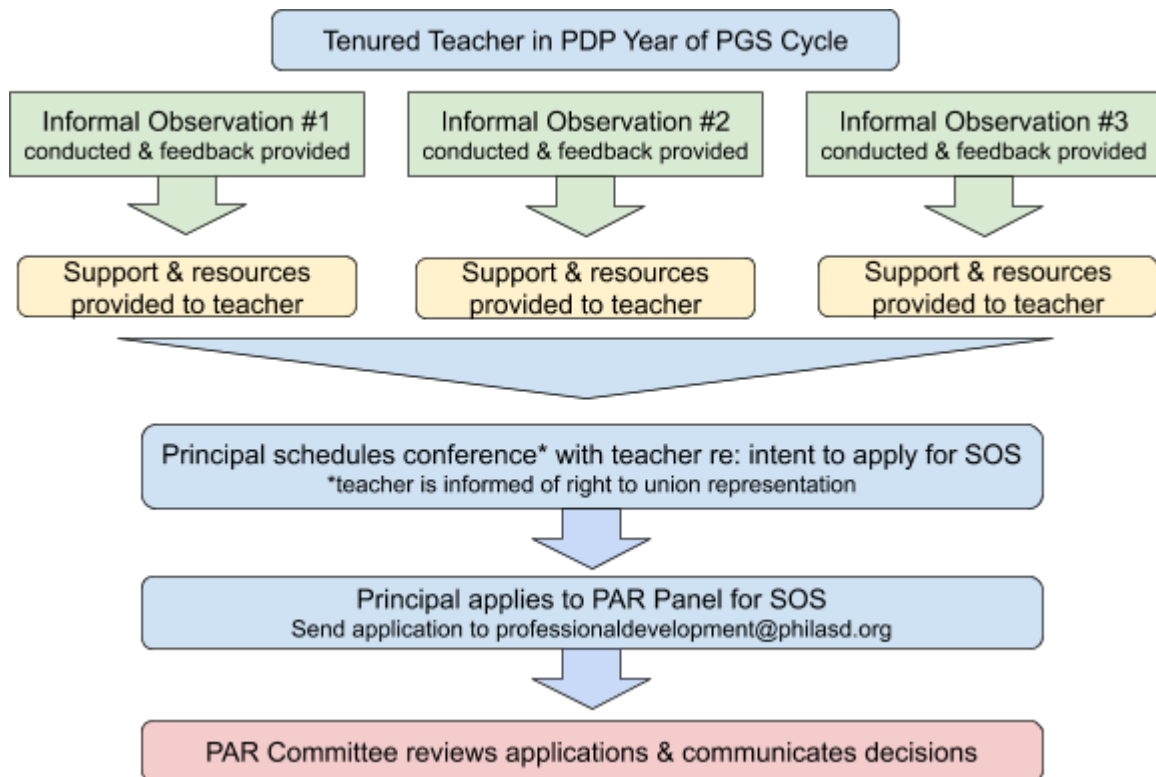 Tenured Teacher in PDP Year of PGS Cycle
Informal Observation #1
conducted & feedback provided
Informal Observation #2
conducted & feedback provided
Informal Observation #3
conducted & feedback provided
Support & resources
provided to teacher
Support & resources
provided to teacher
Support & resources
provided to teacher
Principal schedules conference* with teacher re: intent to apply for SOS
*teacher is informed of right to union representation
Principal applies to PAR Panel for SOS
Send application to professionaldevelopment@philasd.org
PAR Committee reviews applications & communicates decisions